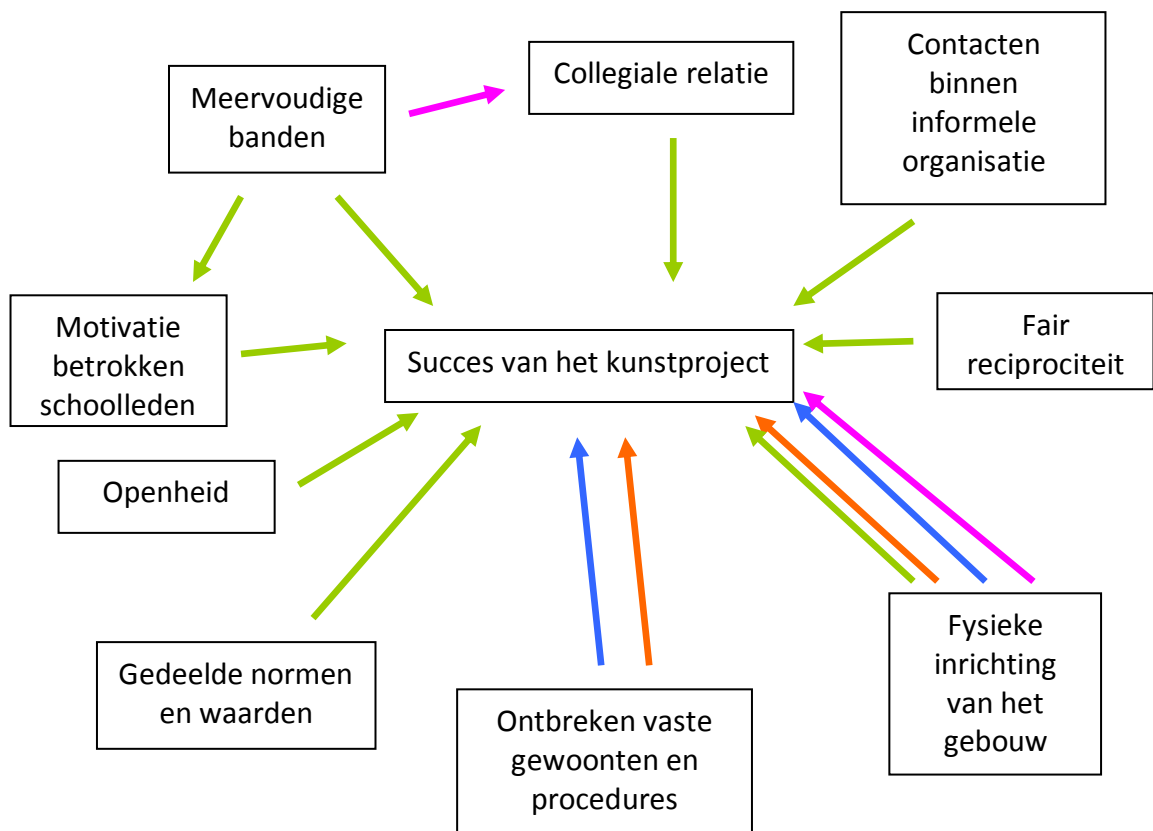 Meervoudige
banden
Collegiale relatie
Contacten
binnen
informele
organisatie
Motivatie
betrokken
schoolleden
Succes van het kunstproject
Fair
reciprociteit
Openheid
Gedeelde normen
en waarden
Ontbreken vaste
gewoonten en
procedures
Fysieke
inrichting
van het
gebouw